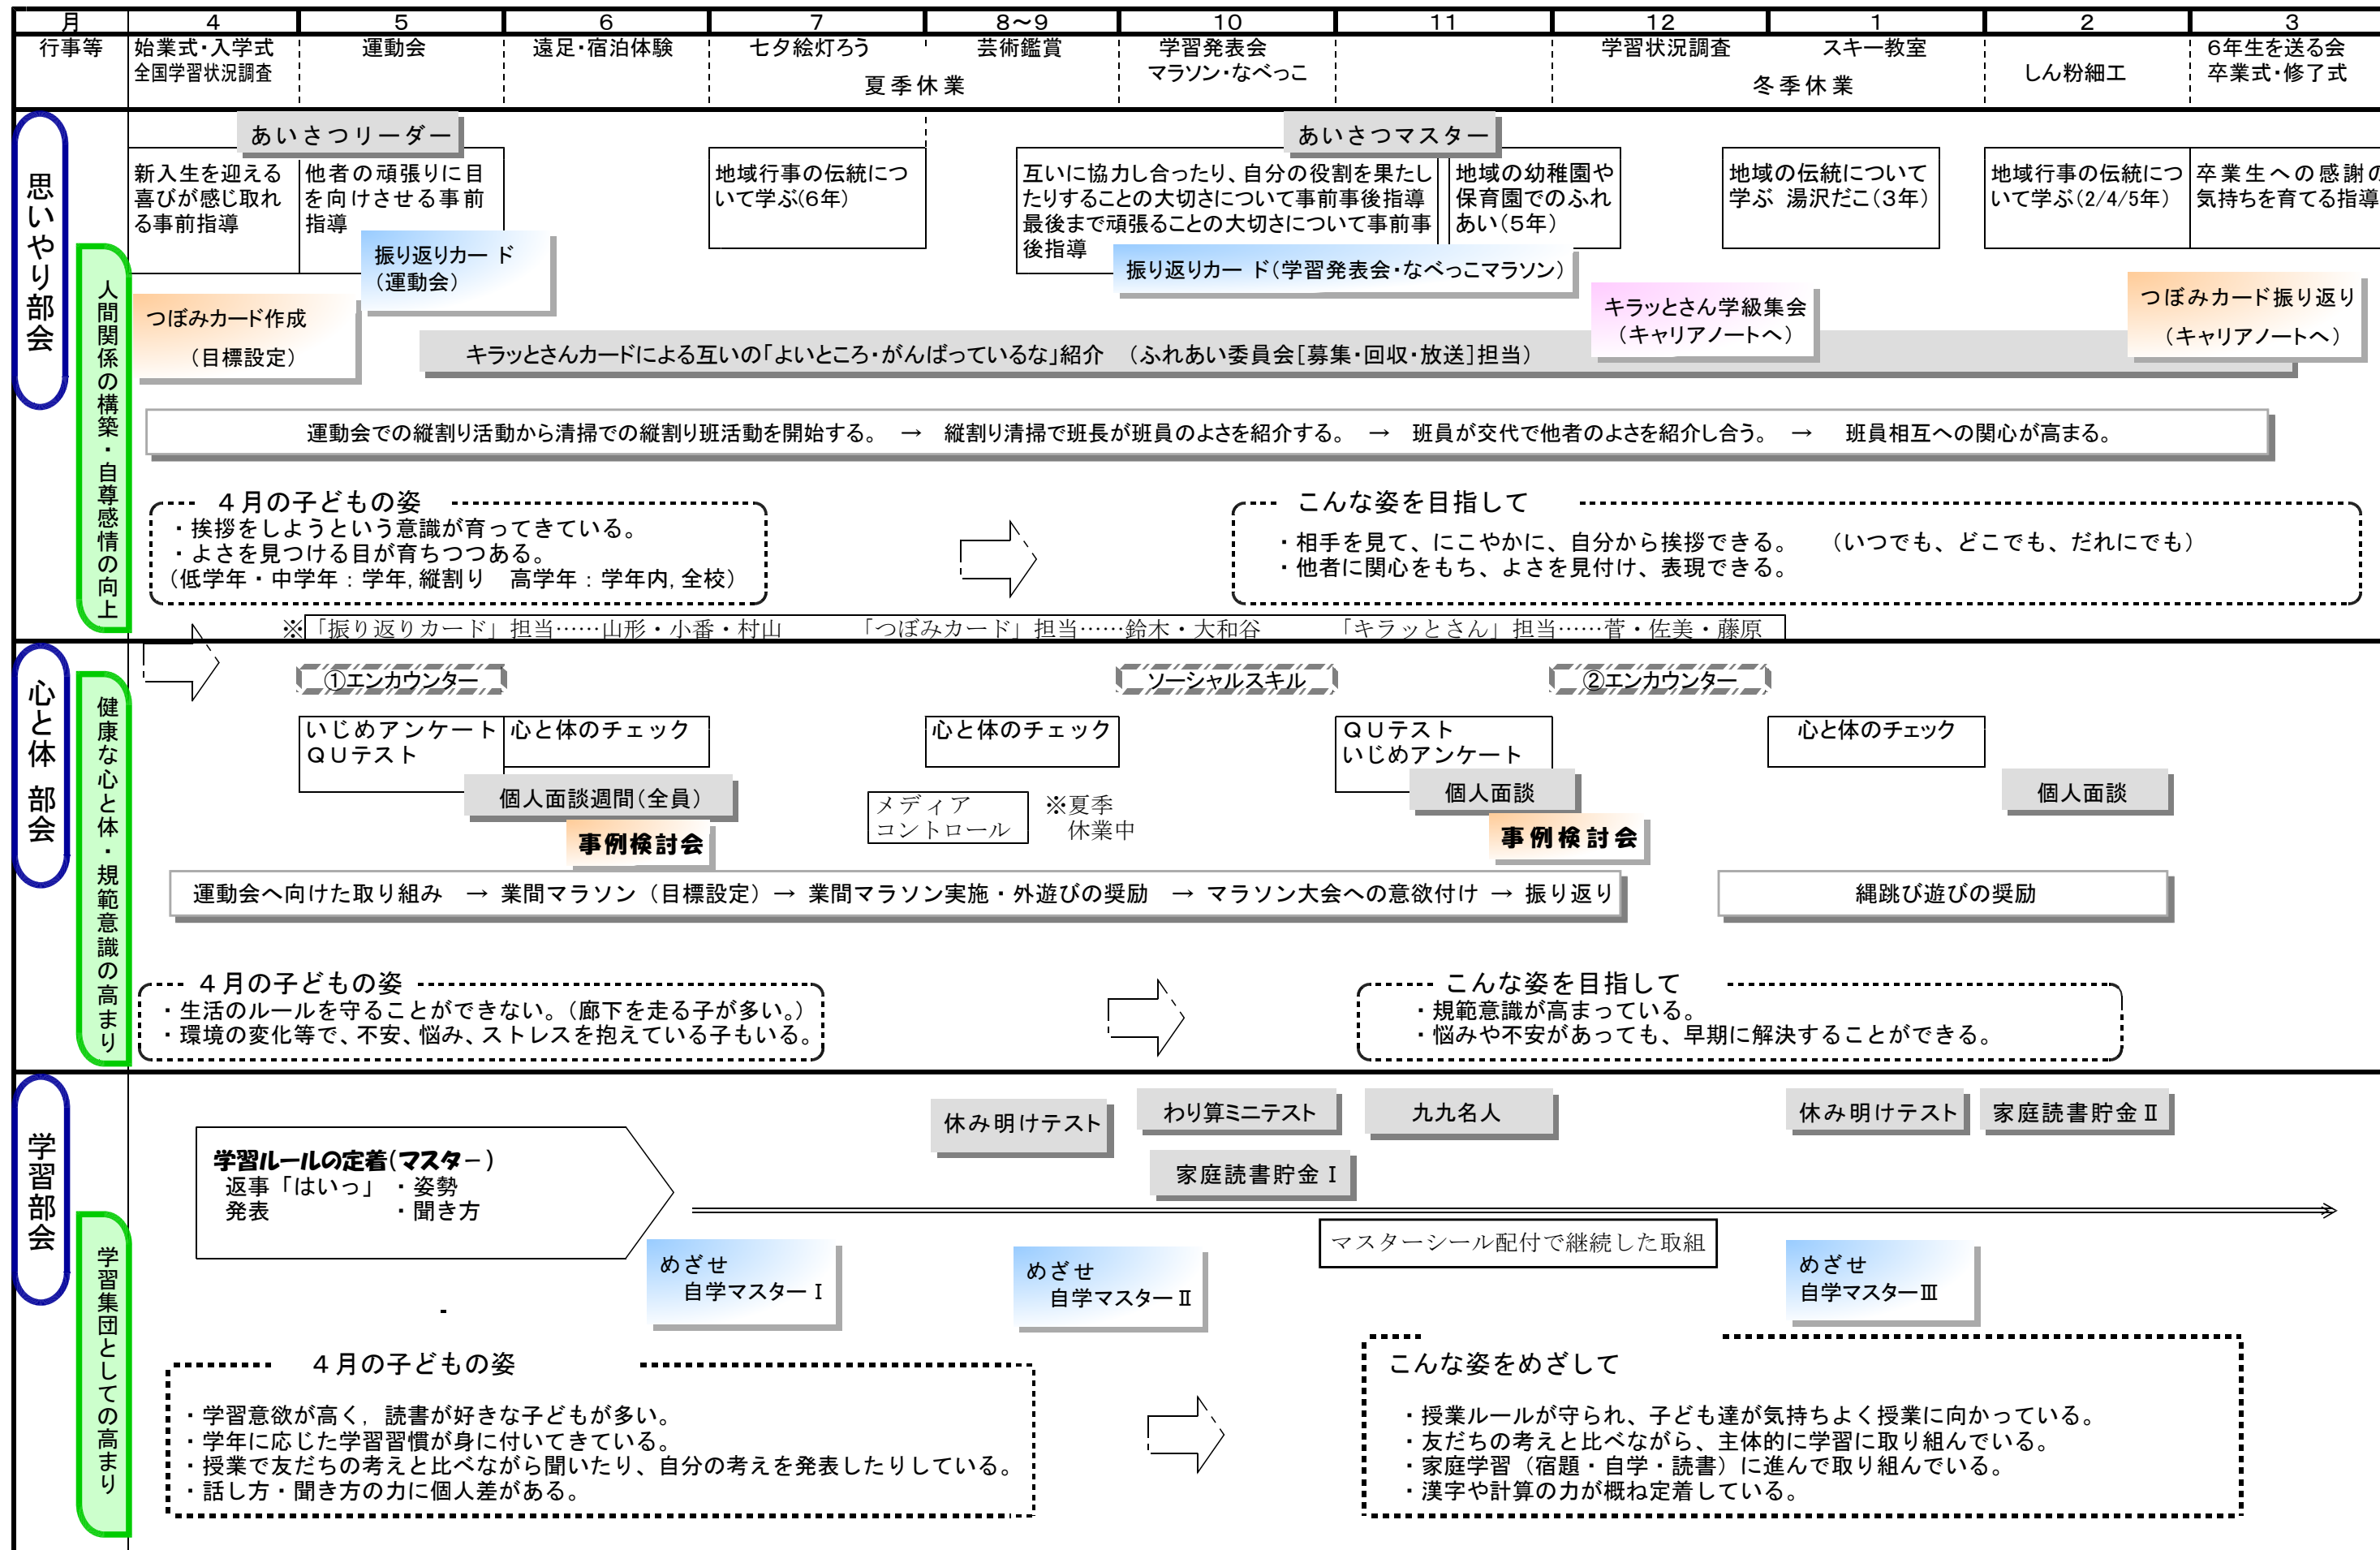 月 4 5 6 7 8～9 10 11 12 1 2 3
行事等 始業式・入学式 運動会 遠足・宿泊体験 七夕絵灯ろう 芸術鑑賞 学習発表会 学習状況調査 スキー教室 6年生を送る会
全国学習状況調査 マラソン・なべっこ しん粉細工 卒業式・修了式
夏季休業 冬季休業
思いやり部会
人間関係の構築・自尊感情の向上
あいさつリーダー
あいさつマスター
新入生を迎える
喜びが感じ取れ
る事前指導
他者の頑張りに目
を向けさせる事前
指導
地域行事の伝統につ
いて学ぶ(6年)
互いに協力し合ったり、自分の役割を果たし
たりすることの大切さについて事前事後指導
最後まで頑張ることの大切さについて事前事
後指導
地域の幼稚園や
保育園でのふれ
あい(5年)
地域の伝統について
学ぶ 湯沢だこ(3年)
地域行事の伝統につ
いて学ぶ(2/4/5年)
卒業生への感謝の
気持ちを育てる指導
振り返りカード
(運動会)
振り返りカード(学習発表会・なべっこマラソン)
つぼみカード作成
(目標設定)
キラッとさん学級集会
(キャリアノートへ)
つぼみカード振り返り
(キャリアノートへ)
キラッとさんカードによる互いの「よいところ・がんばっているな」紹介 (ふれあい委員会[募集・回収・放送]担当)
運動会での縦割り活動から清掃での縦割り班活動を開始する。 → 縦割り清掃で班長が班員のよさを紹介する。 → 班員が交代で他者のよさを紹介し合う。 → 班員相互への関心が高まる。
４月の子どもの姿
・挨拶をしようという意識が育ってきている。
・よさを見つける目が育ちつつある。
(低学年・中学年：学年,縦割り 高学年：学年内,全校)
こんな姿を目指して
・相手を見て、にこやかに、自分から挨拶できる。 (いつでも、どこでも、だれにでも)
・他者に関心をもち、よさを見付け、表現できる。
※「振り返りカード」担当……山形・小番・村山 「つぼみカード」担当……鈴木・大和谷 「キラッとさん」担当……菅・佐美・藤原
心と体 部会
健康な心と体・規範意識の高まり
①エンカウンター
ソーシャルスキル
②エンカウンター
いじめアンケート
ＱＵテスト
心と体のチェック
心と体のチェック
ＱＵテスト
いじめアンケート
心と体のチェック
個人面談週間(全員)
個人面談
個人面談
事例検討会
メディア
コントロール
※夏季
休業中
事例検討会
運動会へ向けた取り組み → 業間マラソン（目標設定）→ 業間マラソン実施・外遊びの奨励 → マラソン大会への意欲付け → 振り返り
縄跳び遊びの奨励
４月の子どもの姿
・生活のルールを守ることができない。(廊下を走る子が多い。)
・環境の変化等で、不安、悩み、ストレスを抱えている子もいる。
こんな姿を目指して
・規範意識が高まっている。
・悩みや不安があっても、早期に解決することができる。
学習部会
学習集団としての高まり
休み明けテスト
わり算ミニテスト
九九名人
休み明けテスト
家庭読書貯金Ⅱ
家庭読書貯金Ⅰ
学習ルールの定着(マスター)
返事「はいっ」 ・姿勢
発表 ・聞き方
マスターシール配付で継続した取組
めざせ
自学マスターⅠ
めざせ
自学マスターⅡ
めざせ
自学マスターⅢ
-
４月の子どもの姿
・学習意欲が高く，読書が好きな子どもが多い。
・学年に応じた学習習慣が身に付いてきている。
・授業で友だちの考えと比べながら聞いたり、自分の考えを発表したりしている。
・話し方・聞き方の力に個人差がある。
こんな姿をめざして
・授業ルールが守られ、子ども達が気持ちよく授業に向かっている。
・友だちの考えと比べながら、主体的に学習に取り組んでいる。
・家庭学習（宿題・自学・読書）に進んで取り組んでいる。
・漢字や計算の力が概ね定着している。